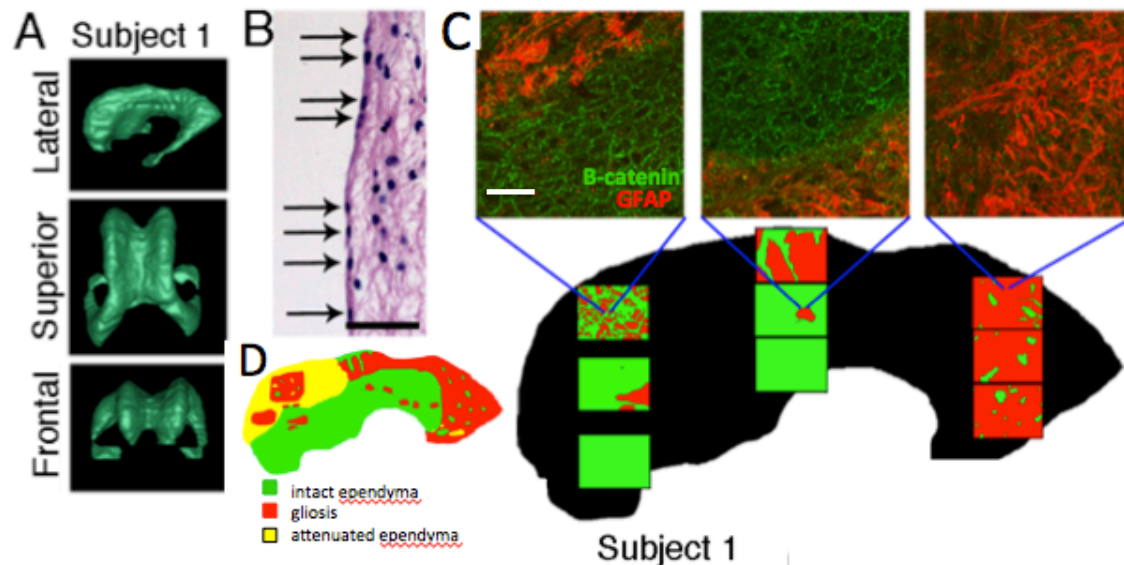 A
Subject 1
Lateral
Superior
Frontal
B
C
B-catenin
GFAP
D
intact ependyma
gliosis
attenuated ependyma
Subject 1